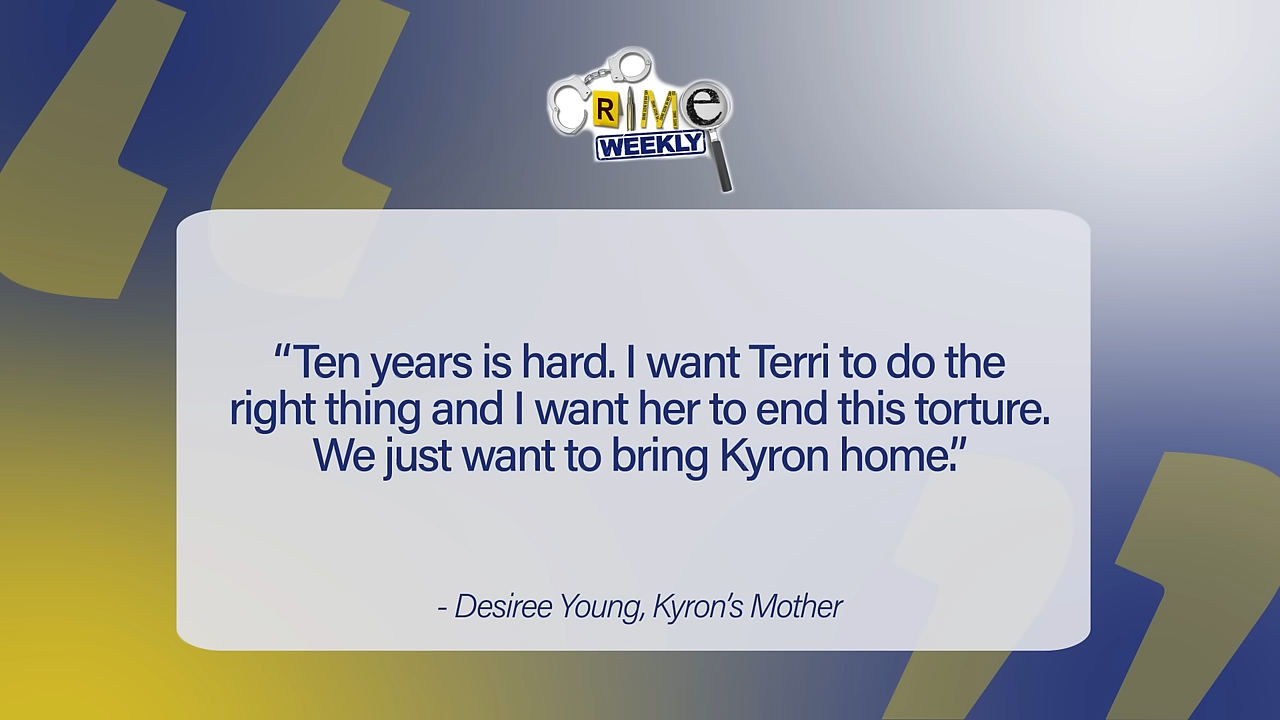 CRIME
WEEKLY
“Ten years is hard. I want Terri to do the
right thing and I want her to end this torture.
We just want to bring Kyron home.”
- Desiree Young, Kyron’s Mother